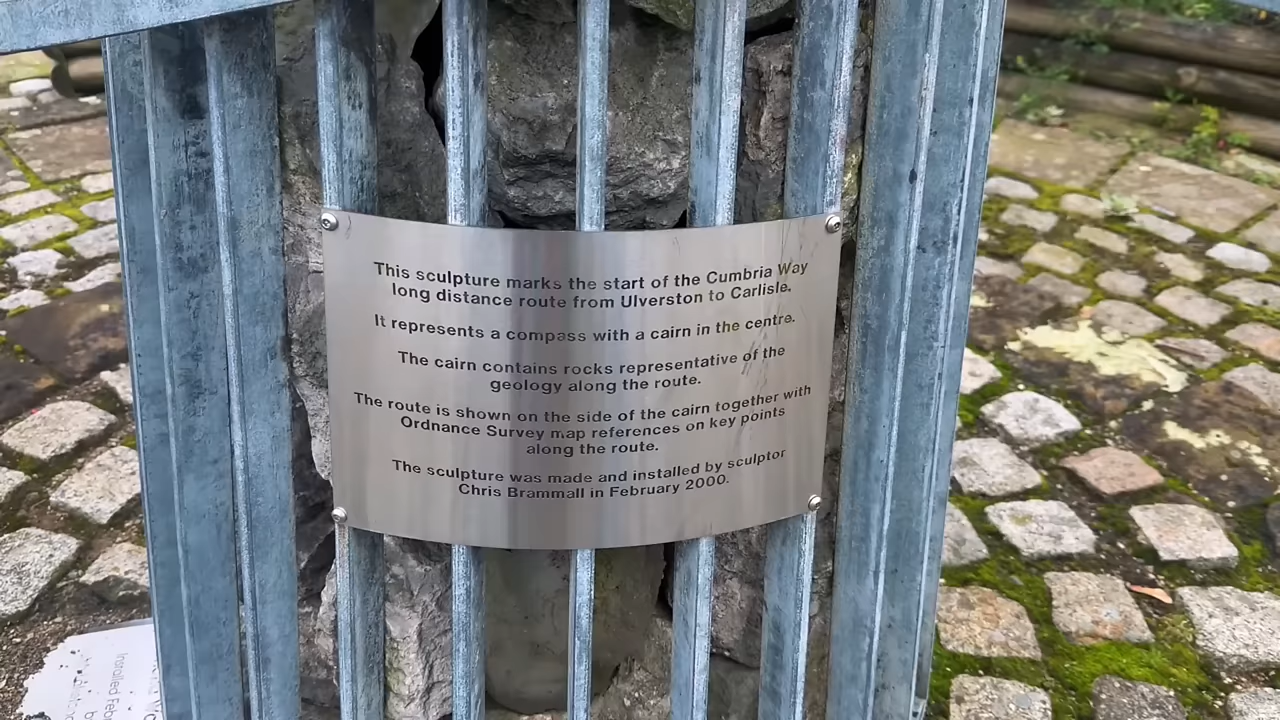 This sculpture marks the start of the Cumbria Way
long distance route from Ulverston to Carlisle.
It represents a compass with a cairn in the centre.
The cairn contains rocks representative of the
geology along the route.
The route is shown on the side of the cairn together with
Ordnance Survey map references on key points
along the route.
The sculpture was made and installed by sculptor
Chris Brammall in February 2000.
Installed Feb